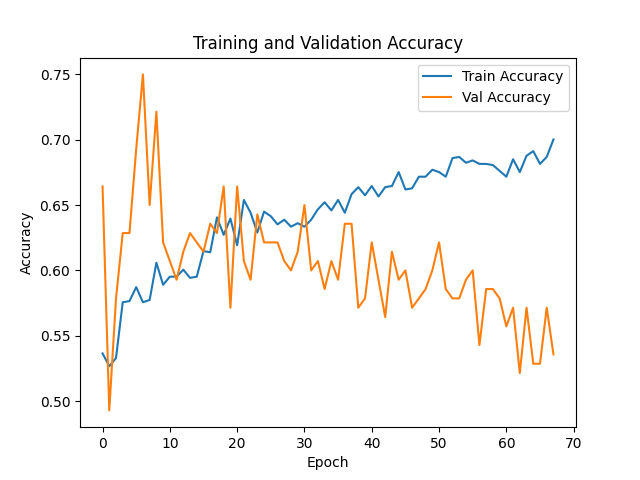 Training and Validation Accuracy
Train Accuracy
Val Accuracy
0.75
0.70
0.65
0.60
0.55
0.50
Accuracy
0 10 20 30 40 50 60 70
Epoch